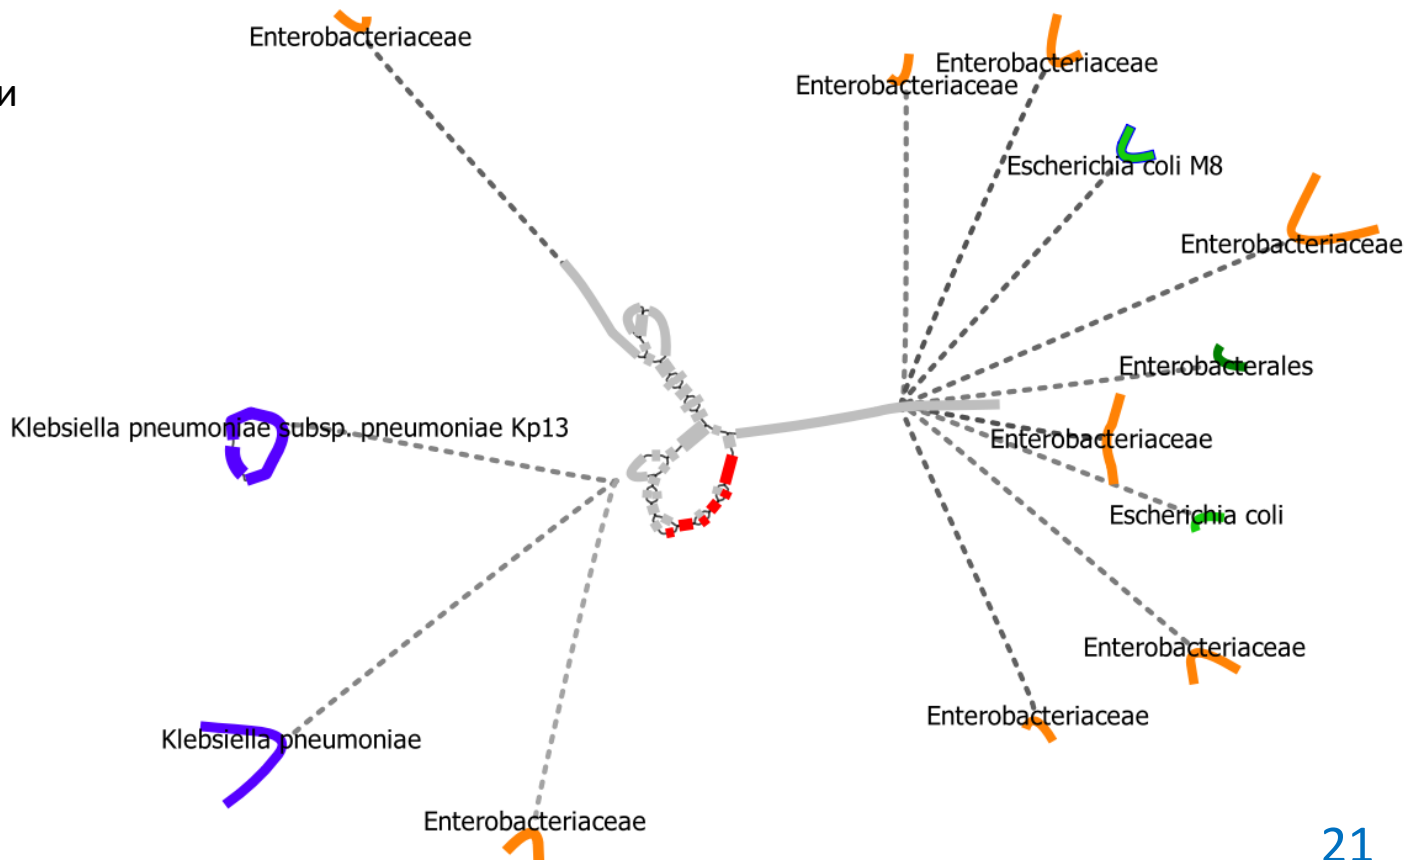 Enterobacteriaceae
Enterobacteriaceae
Enterobacteriaceae
и
Escherichia coli M8
Enterobacteriaceae
Enterobacterales
Klebsiella pneumoniae subsp. pneumoniae Kp13
Enterobacteriaceae
Escherichia coli
Enterobacteriaceae
Enterobacteriaceae
Klebsiella pneumoniae
Enterobacteriaceae
21